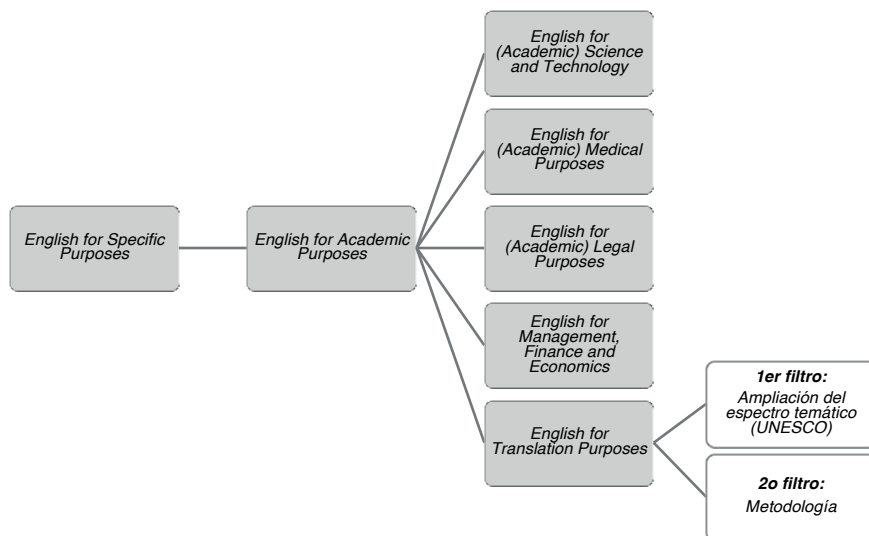 English for
(Academic) Science
and Technology
English for
(Academic) Medical
Purposes
English for Specific
Purposes
English for Academic
Purposes
English for
(Academic) Legal
Purposes
English for
Management,
Finance and
Economics
English for
Translation Purposes
1er filtro:
Ampliación del
espectro temático
(UNESCO)
2o filtro:
Metodología